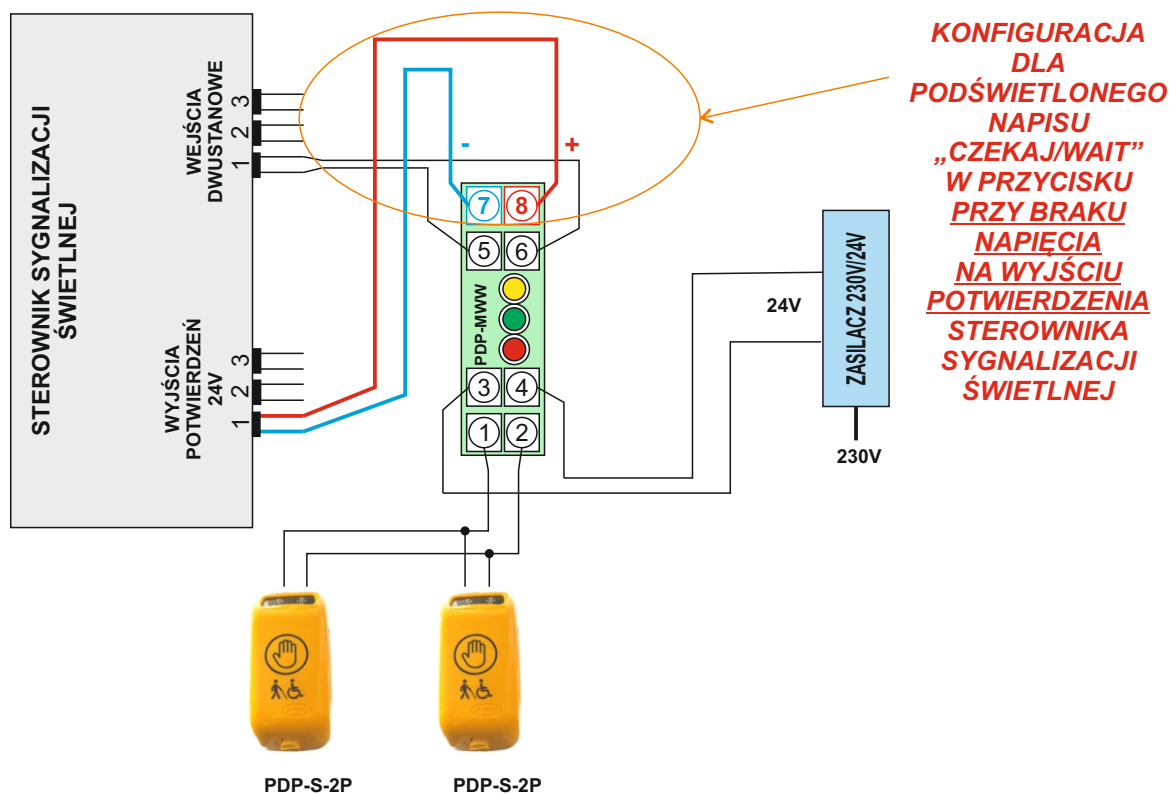 STEROWNIK SYGNALIZACJI
ŚWIETLNEJ
WEJŚCIA
DWUSTANOWE
3
2
1
WYJŚCIA
POTWIERDZEŃ
24V
3
2
1
-
+
7
8
5
6
PDP-MWW
3
4
1
2
24V
ZASILACZ 230V/24V
230V
KONFIGURACJA
DLA
PODŚWIETLONEGO
NAPISU
„CZEKAJ/WAIT”
W PRZYCISKU
PRZY BRAKU
NAPIĘCIA
NA WYJŚCIU
POTWIERDZENIA
STEROWNIKA
SYGNALIZACJI
ŚWIETLNEJ
PDP-S-2P
PDP-S-2P